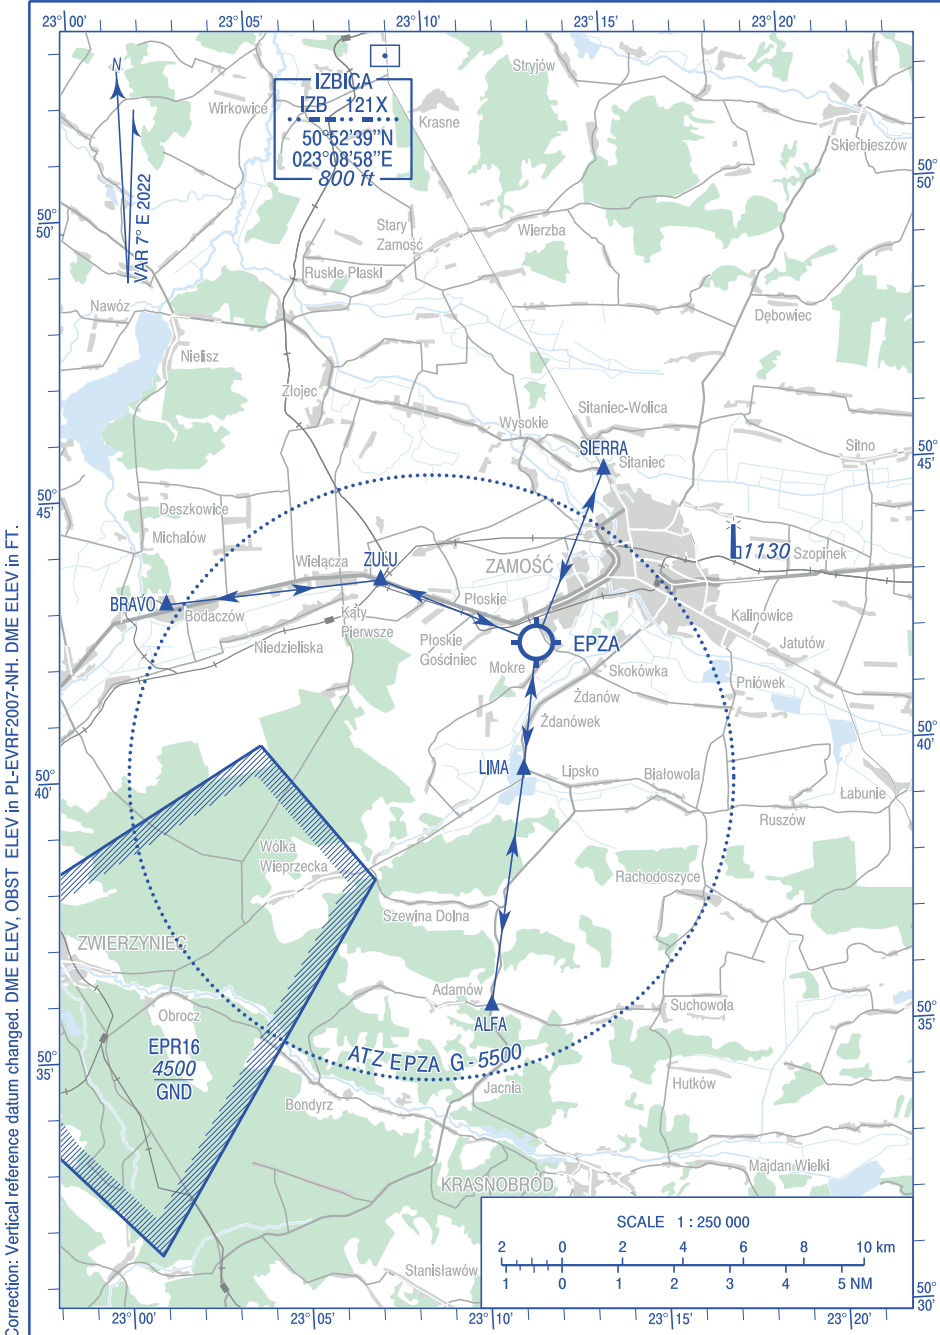 23°00' 23°05' 23°10' 23°15' 23°20'
N
VAR 7° E 2022
IZBICA
IZB 121X
50°52'39"N
023°08'58"E
800 ft
Stryjów
Wirkowice
Krasne
Skierbieszów
50°
50'
50°
50'
Stary
Zamość
Wierzba
Ruskie Piaski
Nawóz
Dębowiec
Nielisz
Złojec
Sitaniec-Wolica
Wysokie
SIERRA
Sitaniec
Sitno
50°
45'
50°
45'
Deszkowice
Michalów
Wielącza
ZULU
ZAMOŚĆ
1130
Szopinek
BRAVO
Bodaczów
Kąty
Pierwsze
Płoskie
Kalinowice
Niedzieliska
Płoskie
Gościniec
EPZA
Jatutów
Mokre
Skokówka
Pniówek
Żdanów
Żdanówek
50°
40'
LIMA
Lipsko
Białowola
50°
40'
Łabunie
Ruszów
Wólka
Wieprzecka
Rachodoszyce
Szewina Dolna
ZWIERZYNIEC
Adamów
Suchowola
50°
35'
Obrocz
ALFA
EPR16
4500
GND
ATZ EPZA G - 5500
50°
35'
Jacnia
Hutków
Bondyrz
Majdan Wielki
KRASNOBRÓD
SCALE 1 : 250 000
2 0 2 4 6 8 10 km
1 0 1 2 3 4 5 NM
Stanisławów
50°
30'
23°00' 23°05' 23°10' 23°15' 23°20'
Correction: Vertical reference datum changed. DME ELEV, OBST ELEV in PL-EVRF2007-NH. DME ELEV in FT.